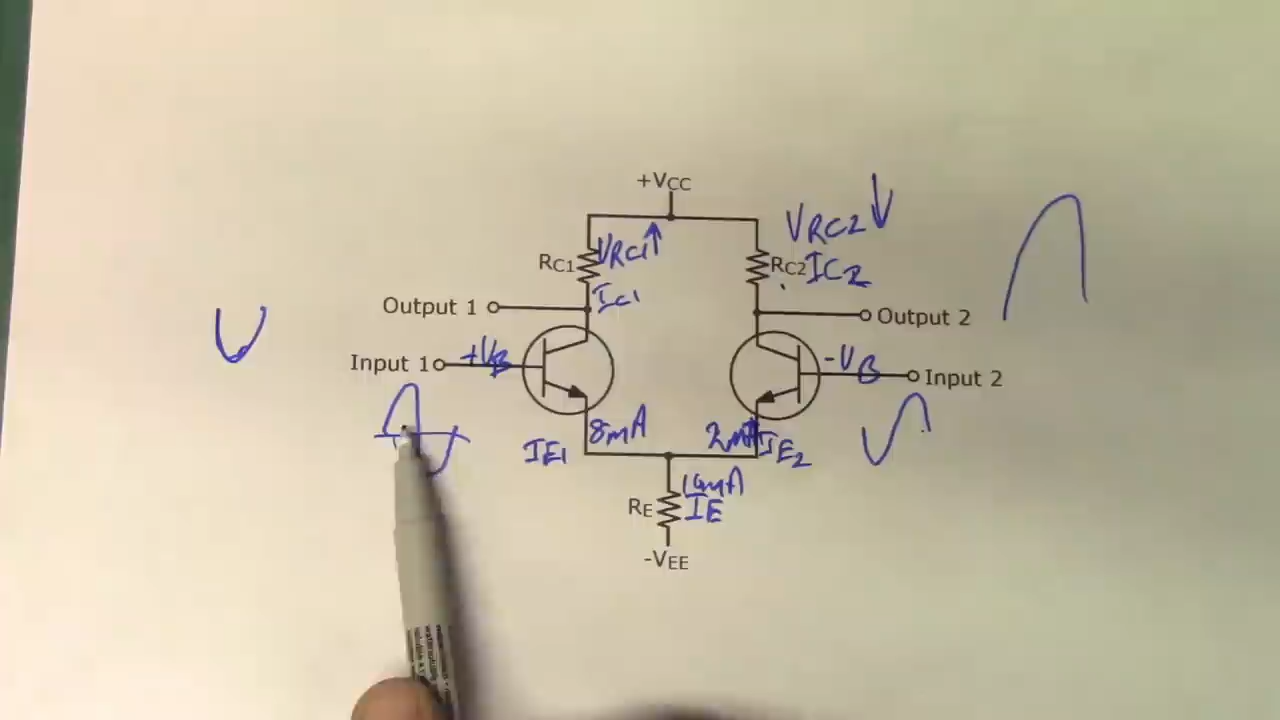 +VCC
VRC2
RC1
VRC1
RC2
IC2
IC1
Output 1
Output 2
Input 1
+VB
-VB
Input 2
IE1
8mA
2mA
IE2
10mA
RE
IE
-VEE